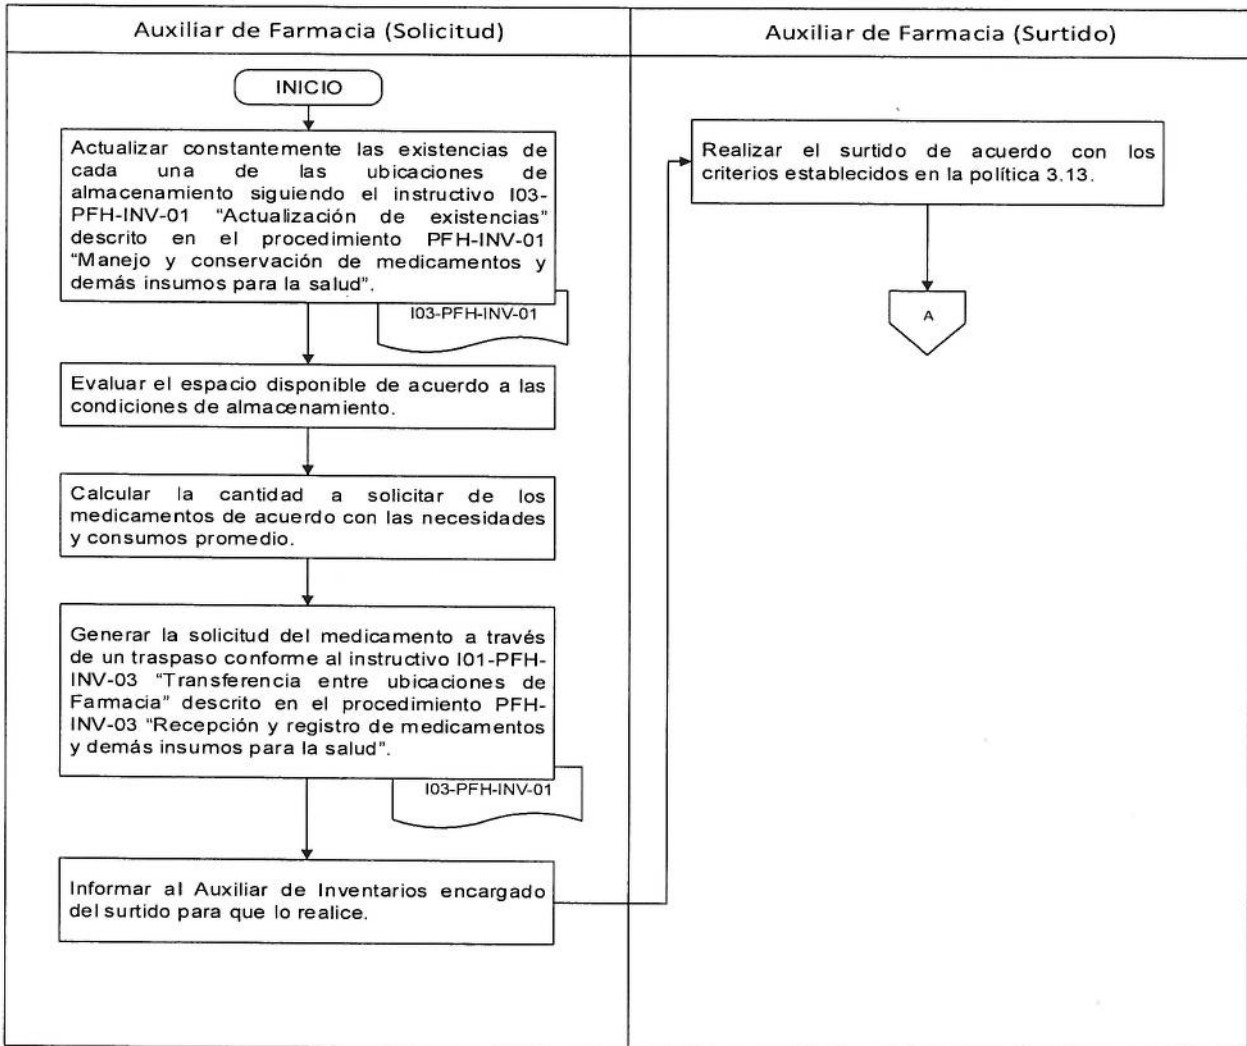 Auxiliar de Farmacia (Solicitud)
Auxiliar de Farmacia (Surtido)
INICIO
Actualizar constantemente las existencias de
cada una de las ubicaciones de
almacenamiento siguiendo el instructivo I03-
PFH-INV-01 “Actualización de existencias”
descrito en el procedimiento PFH-INV-01
“Manejo y conservación de medicamentos y
demás insumos para la salud”.
I03-PFH-INV-01
Evaluar el espacio disponible de acuerdo a las
condiciones de almacenamiento.
Calcular la cantidad a solicitar de los
medicamentos de acuerdo con las necesidades
y consumos promedio.
Generar la solicitud del medicamento a través
de un traspaso conforme al instructivo I01-PFH-
INV-03 “Transferencia entre ubicaciones de
Farmacia” descrito en el procedimiento PFH-
INV-03 “Recepción y registro de medicamentos
y demás insumos para la salud”.
I03-PFH-INV-01
Informar al Auxiliar de Inventarios encargado
del surtido para que lo realice.
Realizar el surtido de acuerdo con los
criterios establecidos en la política 3.13.
A